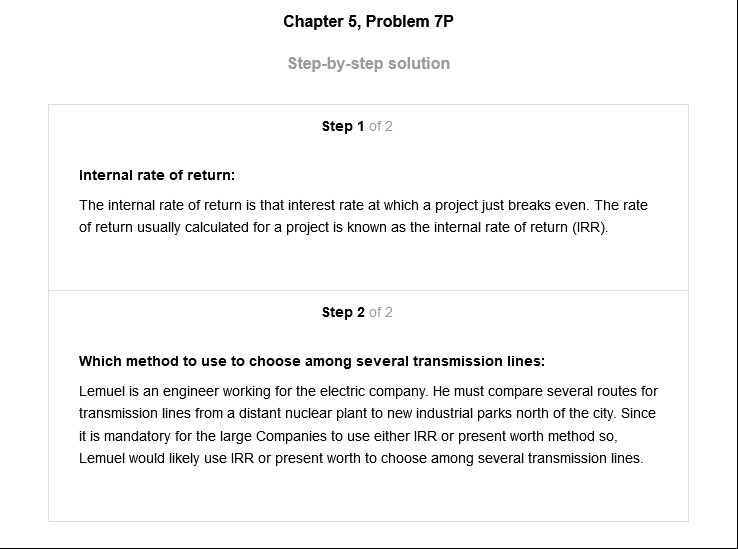 Chapter 5, Problem 7P
Step-by-step solution
Step 1 of 2
Internal rate of return:
The internal rate of return is that interest rate at which a project just breaks even. The rate
of return usually calculated for a project is known as the internal rate of return (IRR).
Step 2 of 2
Which method to use to choose among several transmission lines:
Lemuel is an engineer working for the electric company. He must compare several routes for
transmission lines from a distant nuclear plant to new industrial parks north of the city. Since
it is mandatory for the large Companies to use either IRR or present worth method so,
Lemuel would likely use IRR or present worth to choose among several transmission lines.